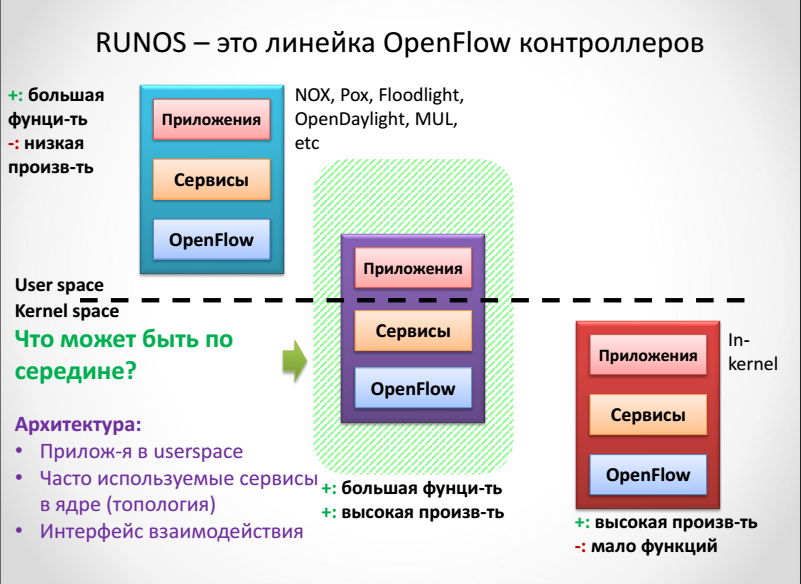 RUNOS – это линейка OpenFlow контроллеров
+: большая
фунци-ть
-: низкая
произв-ть
Приложения
Сервисы
OpenFlow
NOX, Pox, Floodlight,
OpenDaylight, MUL,
etc
User space
Kernel space
Приложения
Сервисы
OpenFlow
Что может быть по
середине?
Архитектура:
• Прилож-я в userspace
• Часто используемые сервисы
в ядре (топология)
• Интерфейс взаимодействия
+: большая фунци-ть
+: высокая произв-ть
Приложения
Сервисы
OpenFlow
In-
kernel
+: высокая произв-ть
-: мало функций